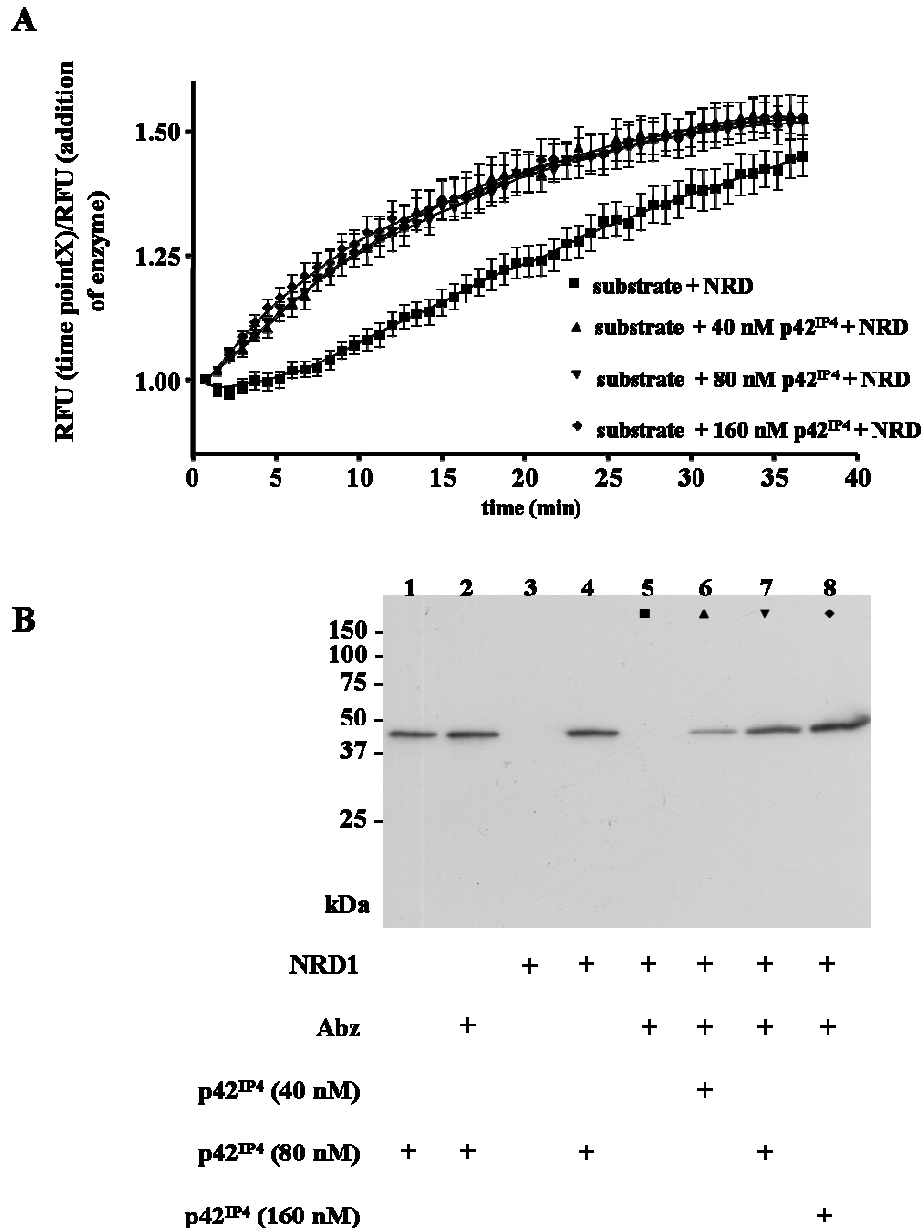 A
RFU (time pointX)/RFU (addition
of enzyme)
1.50
1.25
1.00
0 5 10 15 20 25 30 35 40
time (min)
■ substrate + NRD
▲ substrate + 40 nM p42IP4 + NRD
▼ substrate + 80 nM p42IP4 + NRD
◆ substrate + 160 nM p42IP4 + NRD
B
1 2 3 4 5 6 7 8
150
100
75
50
37
25
kDa
NRD1 + + + + + +
Abz + + + + +
p42IP4 (40 nM) +
p42IP4 (80 nM) + + + +
p42IP4 (160 nM) +